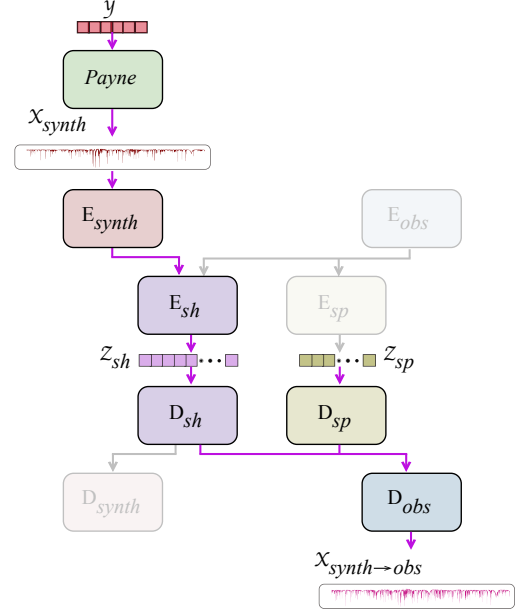 y
Payne
X_synth
E_synth
E_obs
E_sh
E_sp
Z_sh
Z_sp
D_sh
D_sp
D_synth
D_obs
X_synth→obs